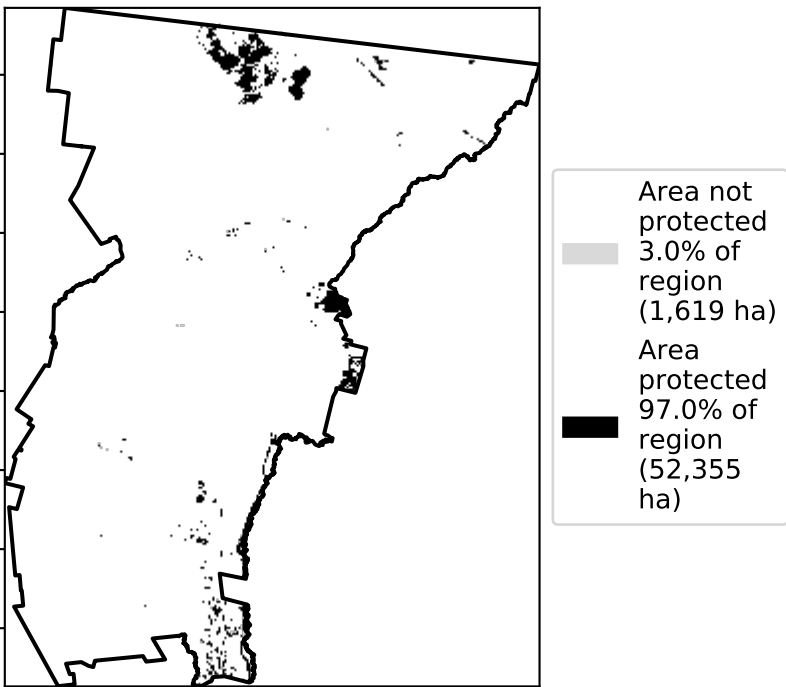 Area not
protected
3.0% of
region
(1,619 ha)
Area
protected
97.0% of
region
(52,355
ha)